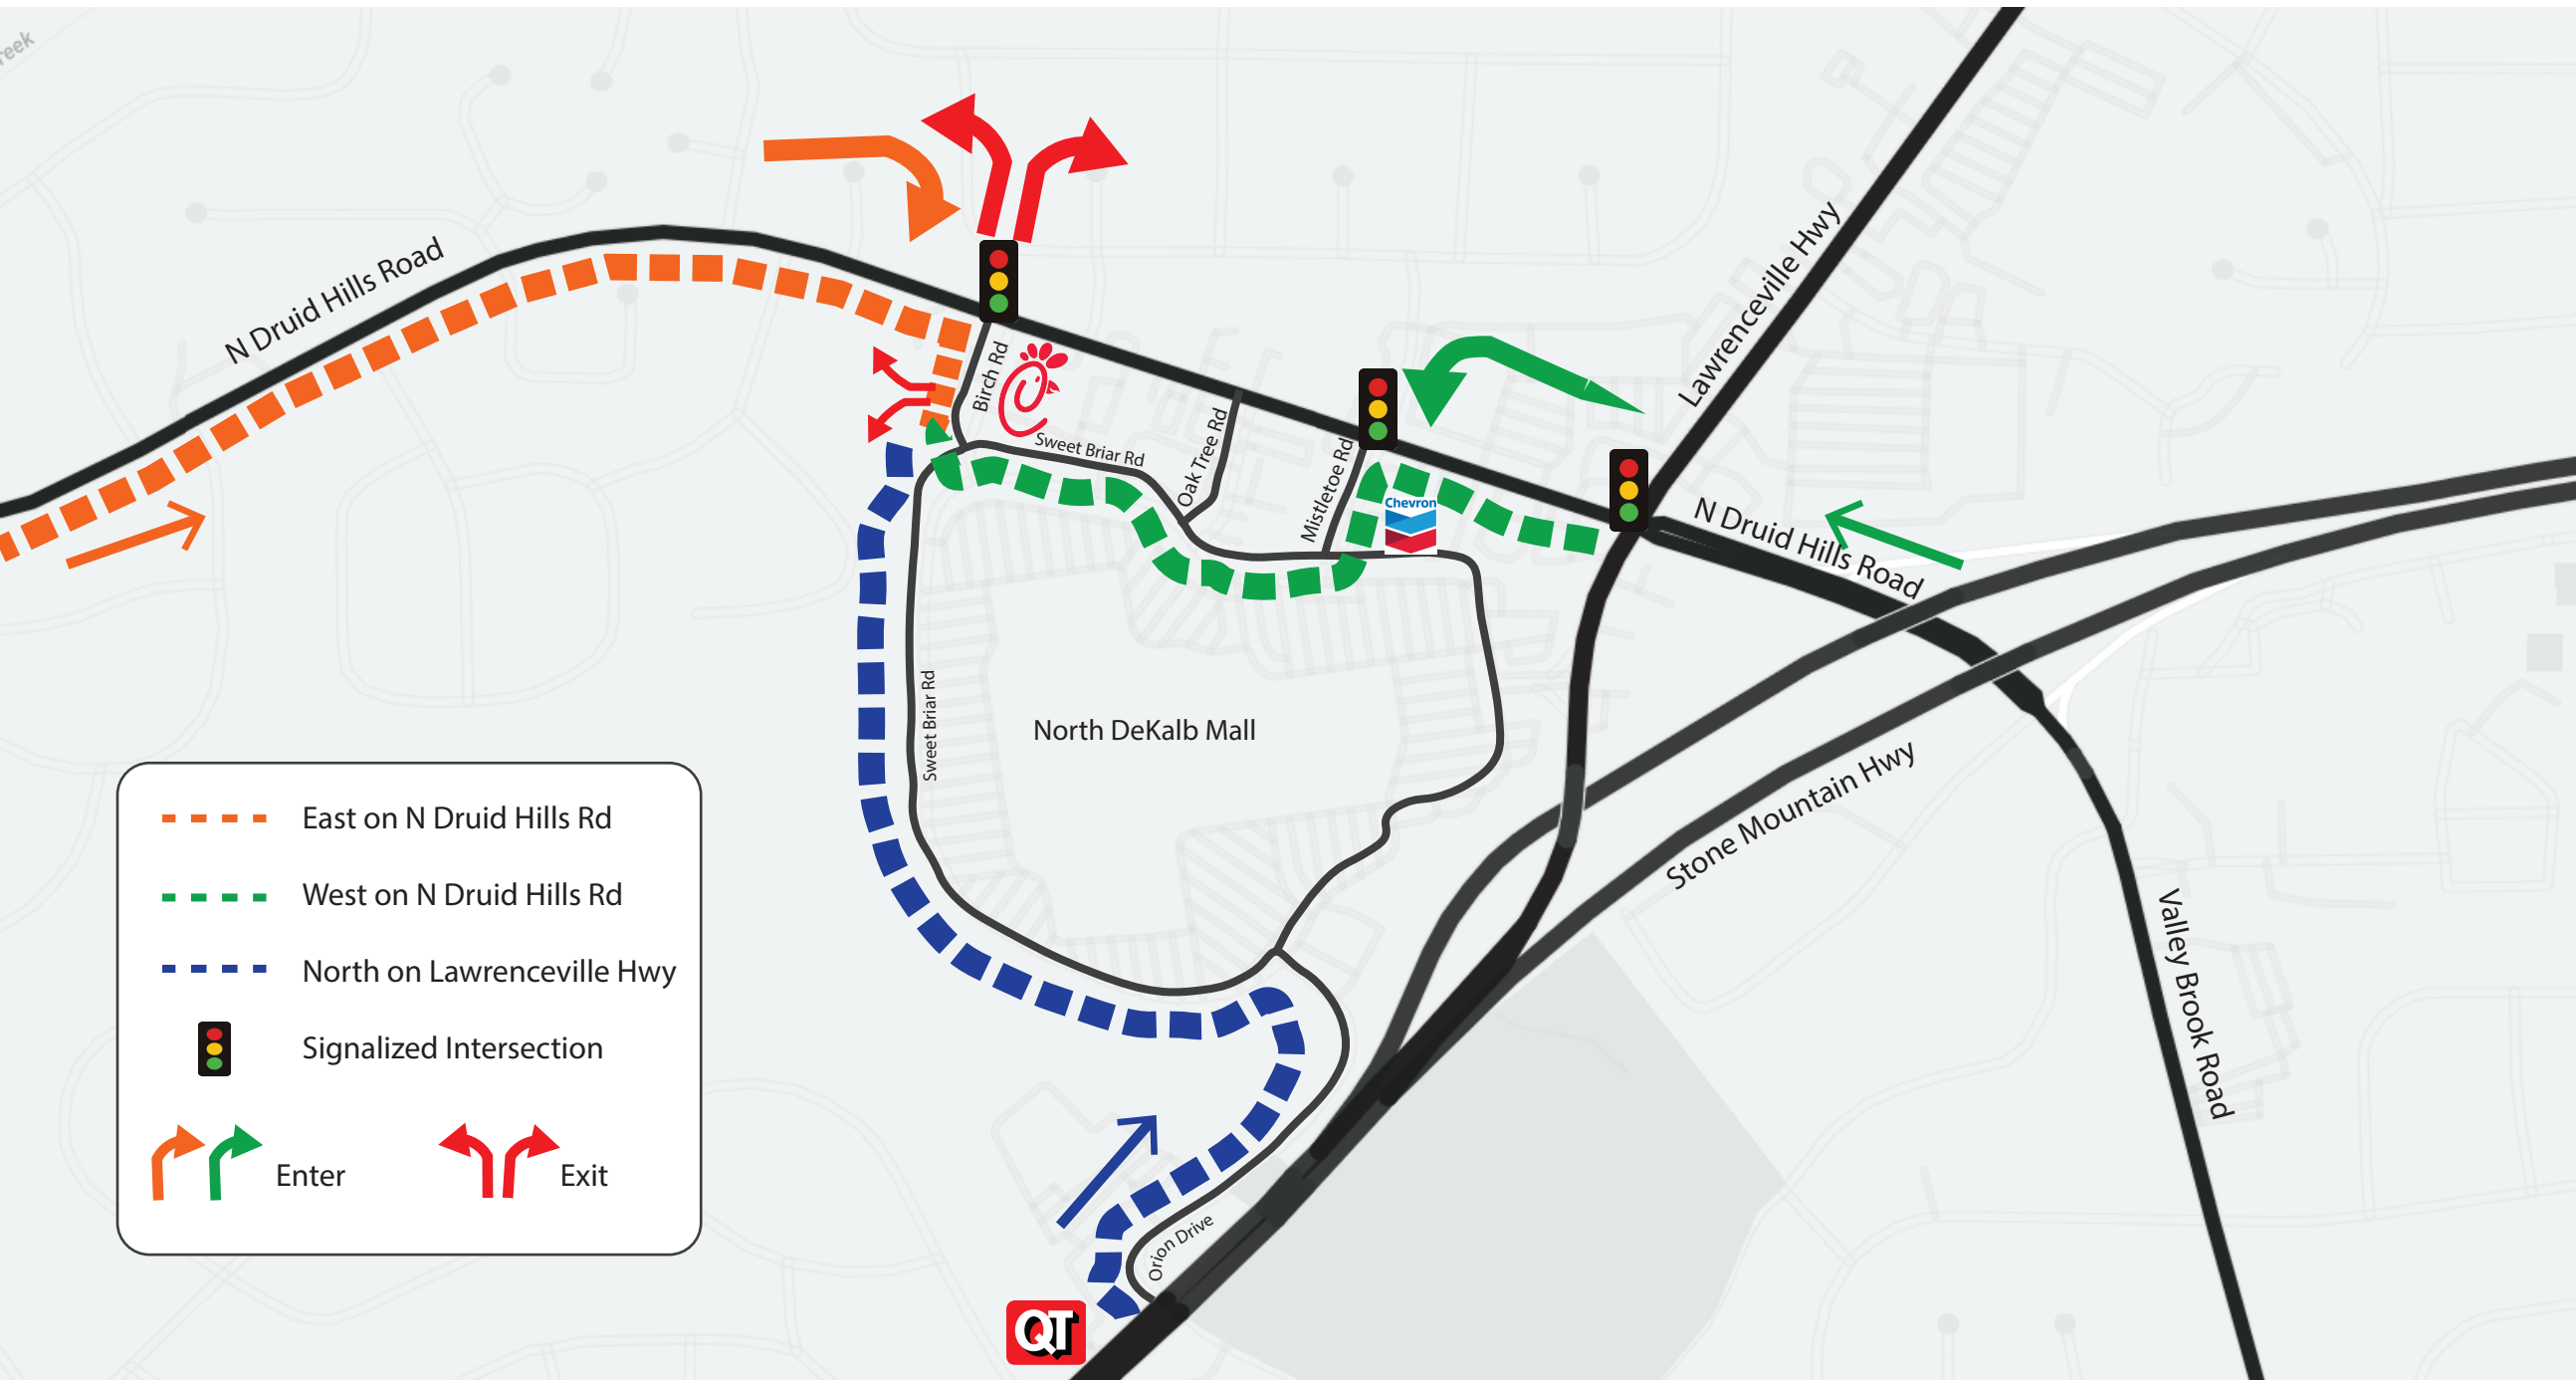 reek
N Druid Hills Road
Lawrenceville Hwy
Birch Rd
Sweet Briar Rd
Oak Tree Rd
Mistletoe Rd
Chevron
N Druid Hills Road
Sweet Briar Rd
North DeKalb Mall
Stone Mountain Hwy
Valley Brook Road
East on N Druid Hills Rd
West on N Druid Hills Rd
North on Lawrenceville Hwy
Signalized Intersection
Enter
Exit
Orion Drive
QT